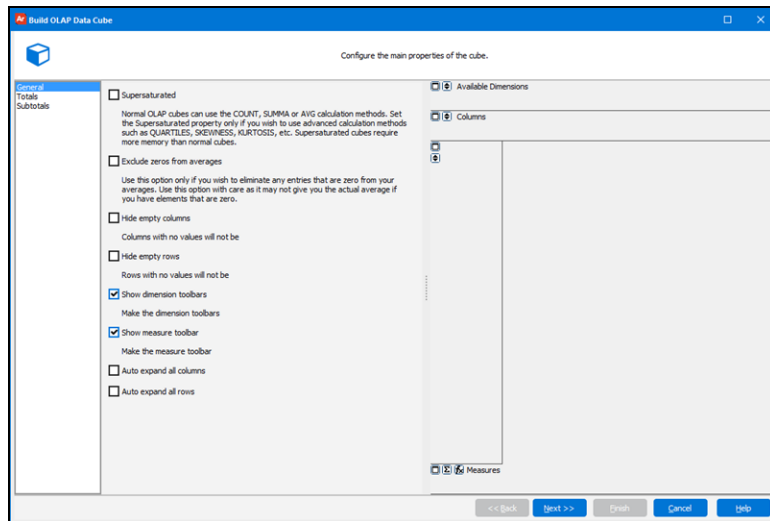 Build OLAP Data Cube
Configure the main properties of the cube.
General
Totals
Subtotals
Supersaturated
Normal OLAP cubes can use the COUNT, SUMMA or AVG calculation methods. Set
the Supersaturated property only if you wish to use advanced calculation methods
such as QUARTILES, SKEWNESS, KURTOSIS, etc. Supersaturated cubes require
more memory than normal cubes.
Exclude zeros from averages
Use this option only if you wish to eliminate any entries that are zero from your
averages. Use this option with care as it may not give you the actual average if
you have elements that are zero.
Hide empty columns
Columns with no values will not be
Hide empty rows
Rows with no values will not be
Show dimension toolbars
Make the dimension toolbars
Show measure toolbar
Make the measure toolbar
Auto expand all columns
Auto expand all rows
Available Dimensions
Columns
Σ fx Measures
<< Back
Next >>
Finish
Cancel
Help